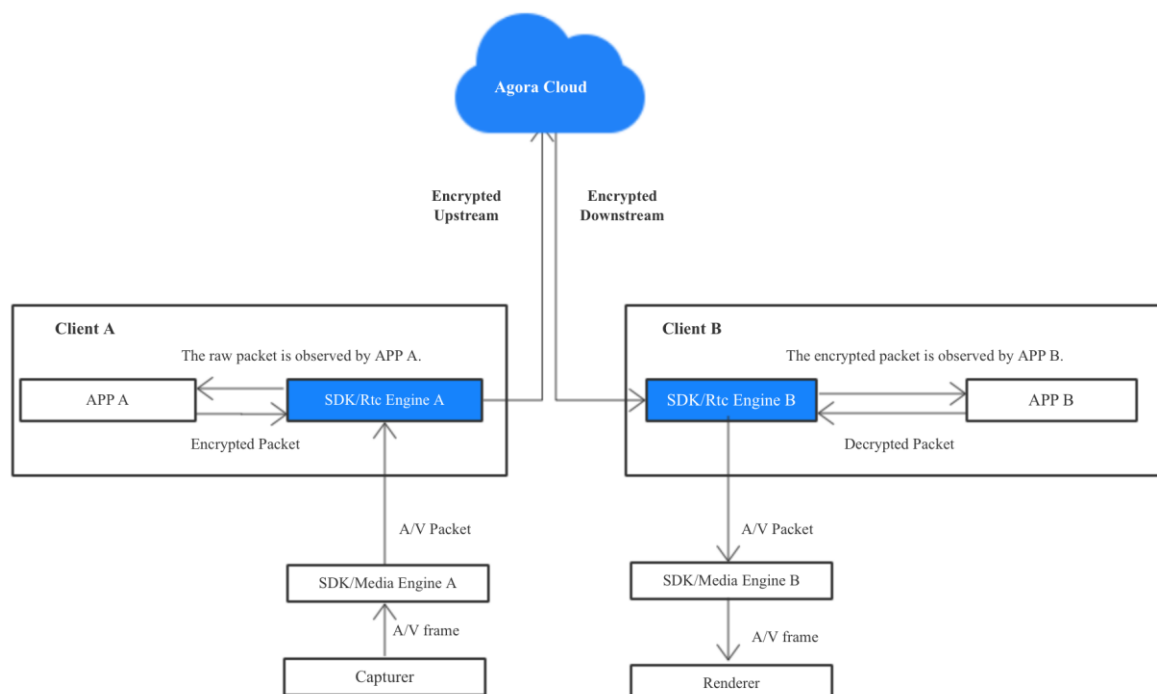 Agora Cloud
Encrypted
Upstream
Encrypted
Downstream
Client A
The raw packet is observed by APP A.
APP A
SDK/Rtc Engine A
Encrypted Packet
Client B
The encrypted packet is observed by APP B.
SDK/Rtc Engine B
APP B
Decrypted Packet
A/V Packet
SDK/Media Engine A
A/V frame
Capturer
A/V Packet
SDK/Media Engine B
A/V frame
Renderer